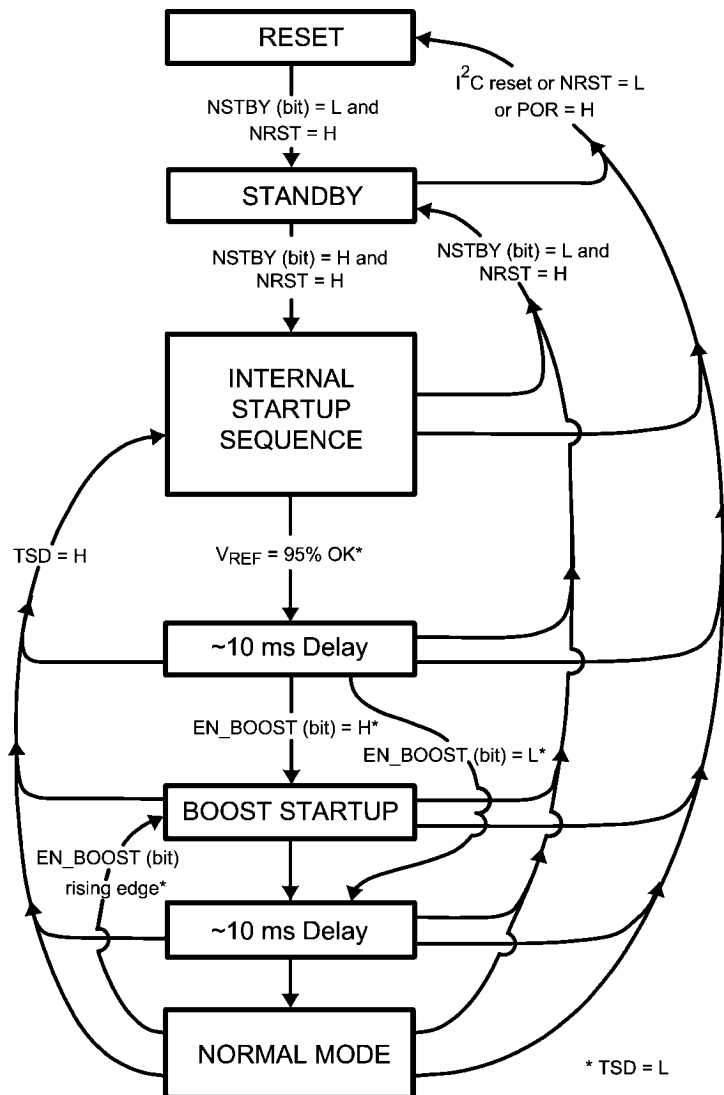 RESET
I²C reset or NRST = L
or POR = H
NSTBY (bit) = L and
NRST = H
STANDBY
NSTBY (bit) = H and
NRST = H
NSTBY (bit) = L and
NRST = H
INTERNAL
STARTUP
SEQUENCE
TSD = H
VREF = 95% OK*
~10 ms Delay
EN_BOOST (bit) = H*
EN_BOOST (bit) = L*
BOOST STARTUP
EN_BOOST (bit)
rising edge*
~10 ms Delay
NORMAL MODE
* TSD = L